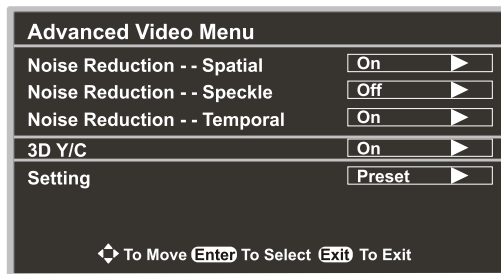 Advanced Video Menu
Noise Reduction - - Spatial On
Noise Reduction - - Speckle Off
Noise Reduction - - Temporal On
3D Y/C On
Setting Preset
To Move Enter To Select Exit To Exit